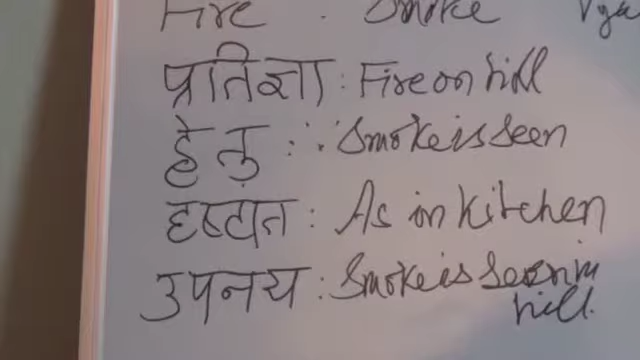 Fire . Smoke
प्रतिज्ञा : Fire on hill
हेतु : ∴ Smoke is seen
दृष्टान्त : As in Kitchen
उपनय : Smoke is seen in
hill.